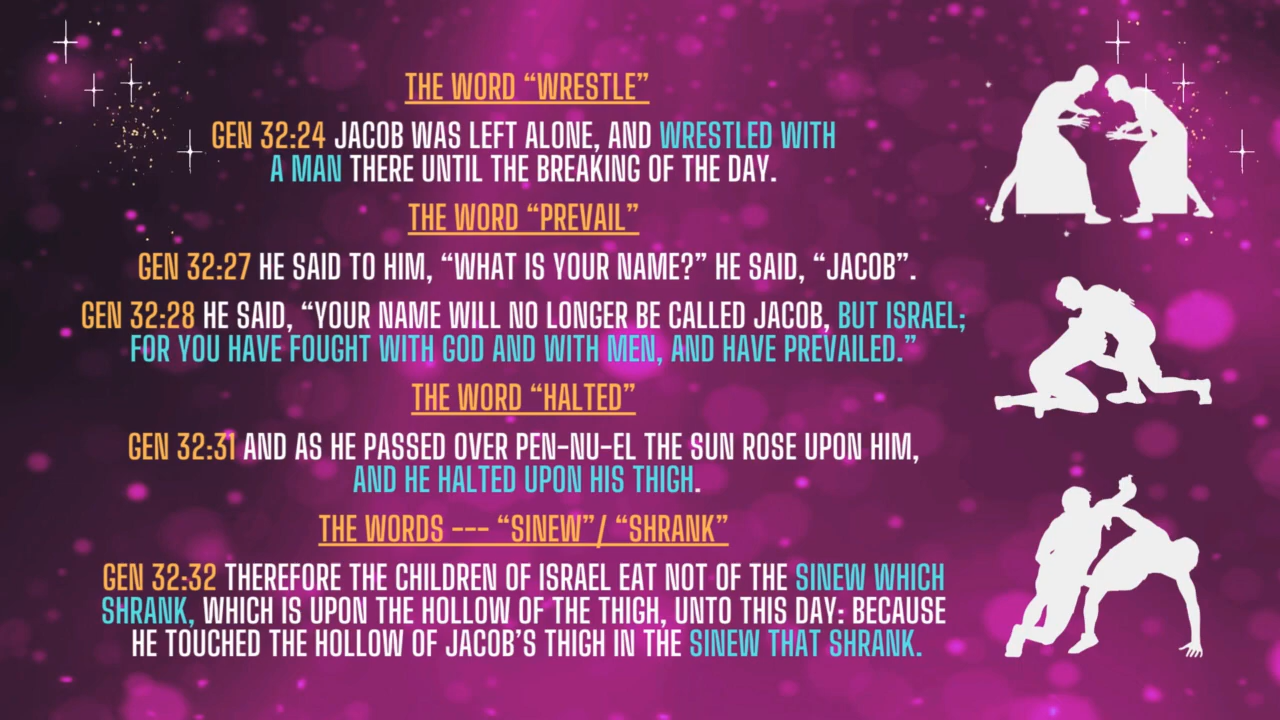 THE WORD “WRESTLE”
GEN 32:24 JACOB WAS LEFT ALONE, AND WRESTLED WITH
A MAN THERE UNTIL THE BREAKING OF THE DAY.
THE WORD “PREVAIL”
GEN 32:27 HE SAID TO HIM, “WHAT IS YOUR NAME?” HE SAID, “JACOB”.
GEN 32:28 HE SAID, “YOUR NAME WILL NO LONGER BE CALLED JACOB, BUT ISRAEL;
FOR YOU HAVE FOUGHT WITH GOD AND WITH MEN, AND HAVE PREVAILED.”
THE WORD “HALTED”
GEN 32:31 AND AS HE PASSED OVER PEN-NU-EL THE SUN ROSE UPON HIM,
AND HE HALTED UPON HIS THIGH.
THE WORDS --- “SINEW”/ “SHRANK”
GEN 32:32 THEREFORE THE CHILDREN OF ISRAEL EAT NOT OF THE SINEW WHICH
SHRANK, WHICH IS UPON THE HOLLOW OF THE THIGH, UNTO THIS DAY: BECAUSE
HE TOUCHED THE HOLLOW OF JACOB’S THIGH IN THE SINEW THAT SHRANK.